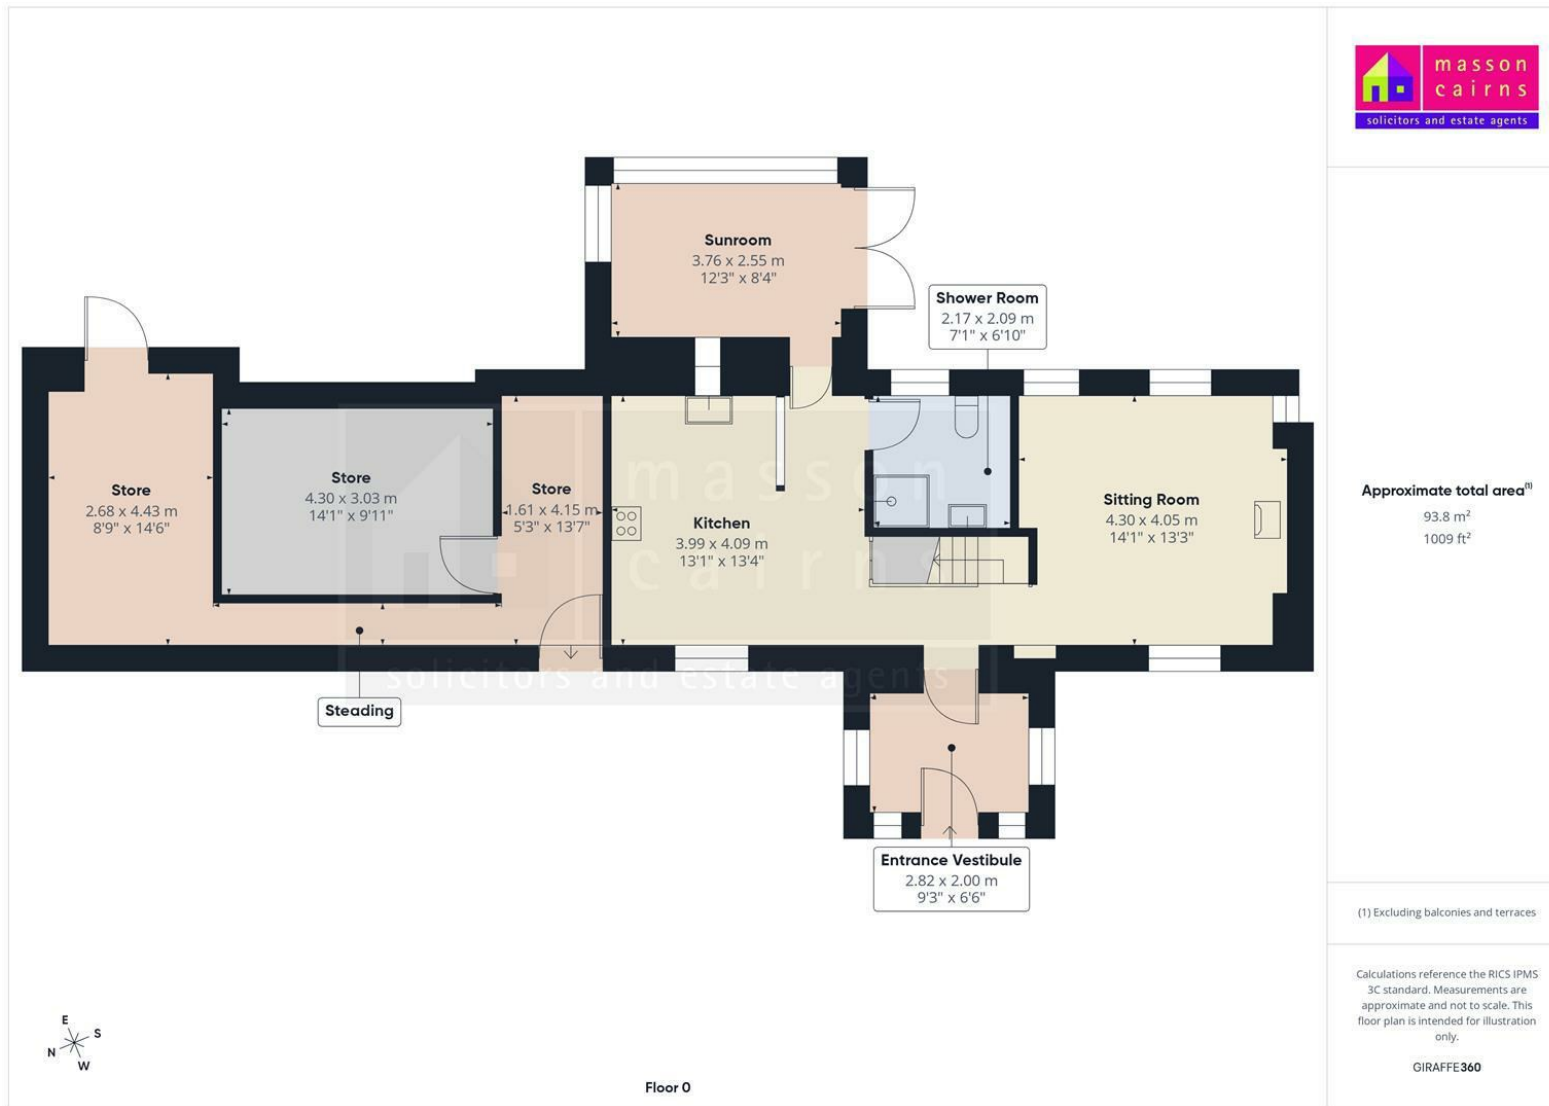 masson
cairns
solicitors and estate agents
Sunroom
3.76 x 2.55 m
12'3" x 8'4"
Shower Room
2.17 x 2.09 m
7'1" x 6'10"
Store
2.68 x 4.43 m
8'9" x 14'6"
Store
4.30 x 3.03 m
14'1" x 9'11"
Store
1.61 x 4.15 m
5'3" x 13'7"
Kitchen
3.99 x 4.09 m
13'1" x 13'4"
Sitting Room
4.30 x 4.05 m
14'1" x 13'3"
masson
cairns
solicitors and estate agents
Steading
Entrance Vestibule
2.82 x 2.00 m
9'3" x 6'6"
Approximate total area(1)
93.8 m²
1009 ft²
(1) Excluding balconies and terraces
Calculations reference the RICS IPMS
3C standard. Measurements are
approximate and not to scale. This
floor plan is intended for illustration
only.
GIRAFFE360
E
S
N
W
Floor 0